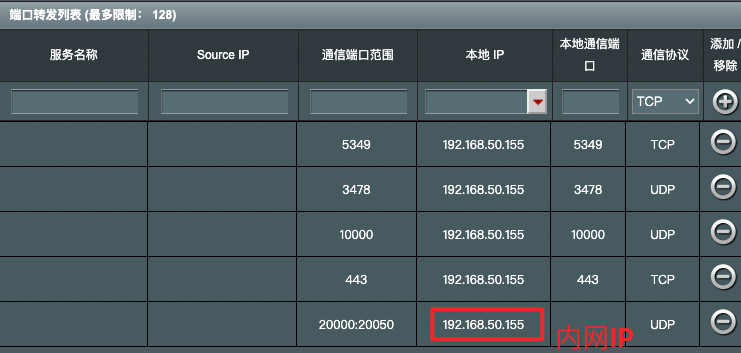 端口转发列表 (最多限制： 128)
服务名称 Source IP 通信端口范围 本地 IP 本地通信端口 通信协议 添加 / 移除
TCP
5349 192.168.50.155 5349 TCP
3478 192.168.50.155 3478 UDP
10000 192.168.50.155 10000 UDP
443 192.168.50.155 443 TCP
20000:20050 192.168.50.155 UDP
内网IP